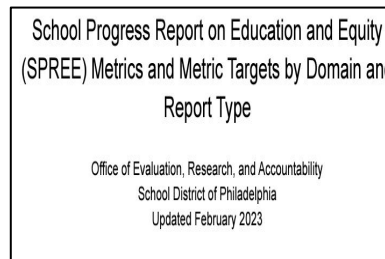 School Progress Report on Education and Equity
(SPREE) Metrics and Metric Targets by Domain
Report Type
Office of Evaluation, Research, and Accountability
School District of Philadelphia
Updated February 2023